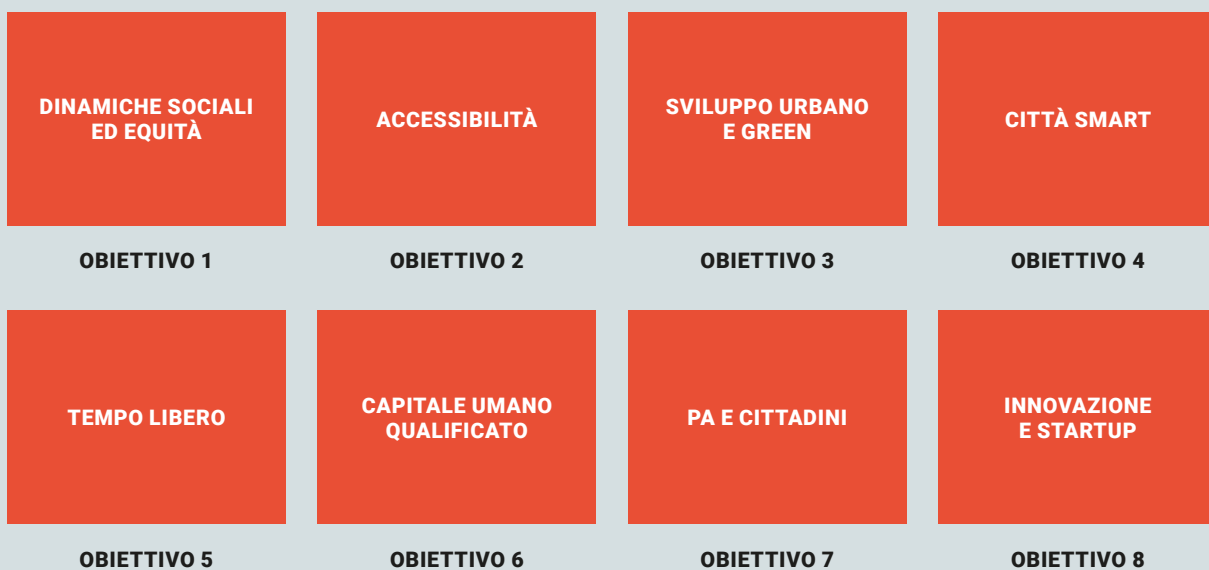 DINAMICHE SOCIALI
ED EQUITÀ
ACCESSIBILITÀ
SVILUPPO URBANO
E GREEN
CITTÀ SMART
OBIETTIVO 1
OBIETTIVO 2
OBIETTIVO 3
OBIETTIVO 4
TEMPO LIBERO
CAPITALE UMANO
QUALIFICATO
PA E CITTADINI
INNOVAZIONE
E STARTUP
OBIETTIVO 5
OBIETTIVO 6
OBIETTIVO 7
OBIETTIVO 8